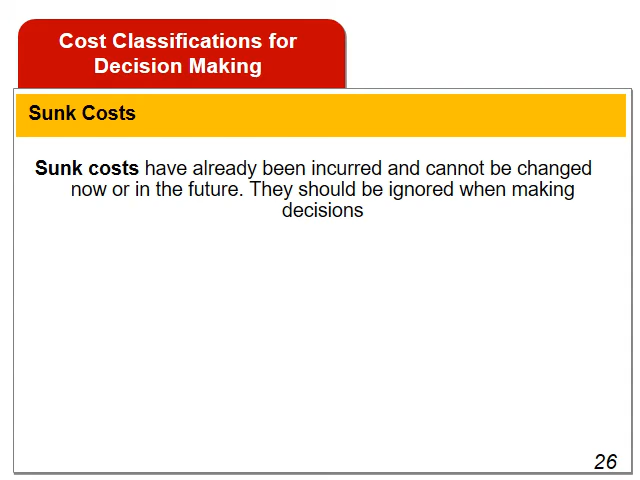 Cost Classifications for
Decision Making
Sunk Costs
Sunk costs have already been incurred and cannot be changed
now or in the future. They should be ignored when making
decisions
26